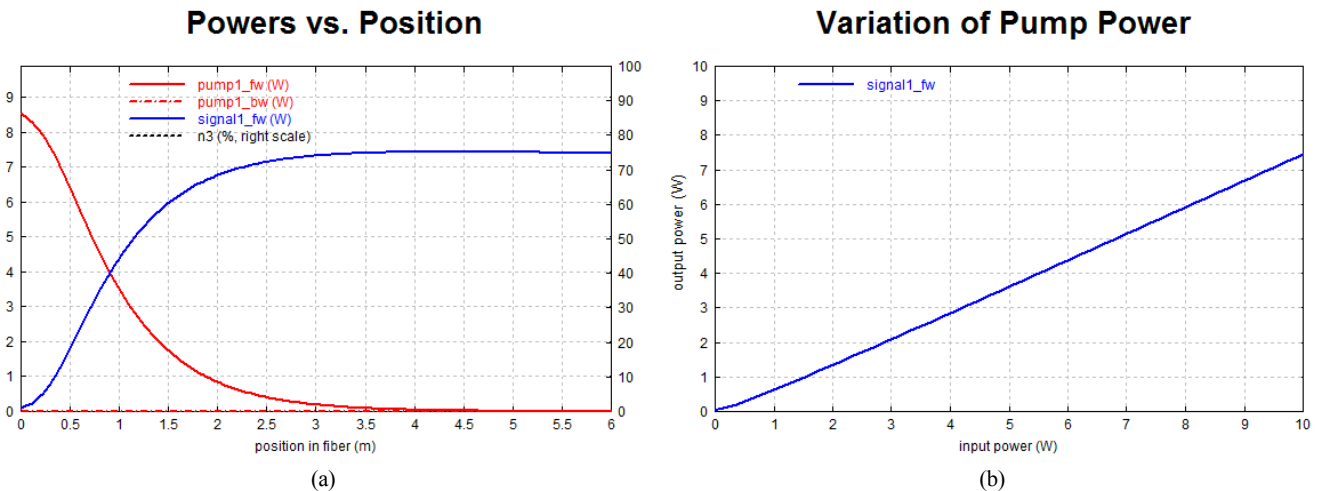 Powers vs. Position
pump1_fw (W)
pump1_bw (W)
signal1_fw (W)
n3 (%, right scale)
9
8
7
6
5
4
3
2
1
0
100
90
80
70
60
50
40
30
20
10
0
0 0.5 1 1.5 2 2.5 3 3.5 4 4.5 5 5.5 6
position in fiber (m)
(a)
Variation of Pump Power
signal1_fw
10
9
8
7
6
5
4
3
2
1
0
output power (W)
0 1 2 3 4 5 6 7 8 9 10
input power (W)
(b)